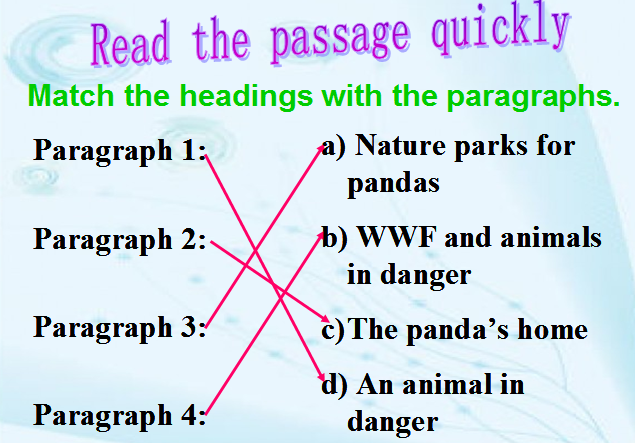 Read the passage quickly
Match the headings with the paragraphs.
Paragraph 1:
a) Nature parks for
pandas
Paragraph 2:
b) WWF and animals
in danger
Paragraph 3:
c)The panda's home
d) An animal in
danger
Paragraph 4: